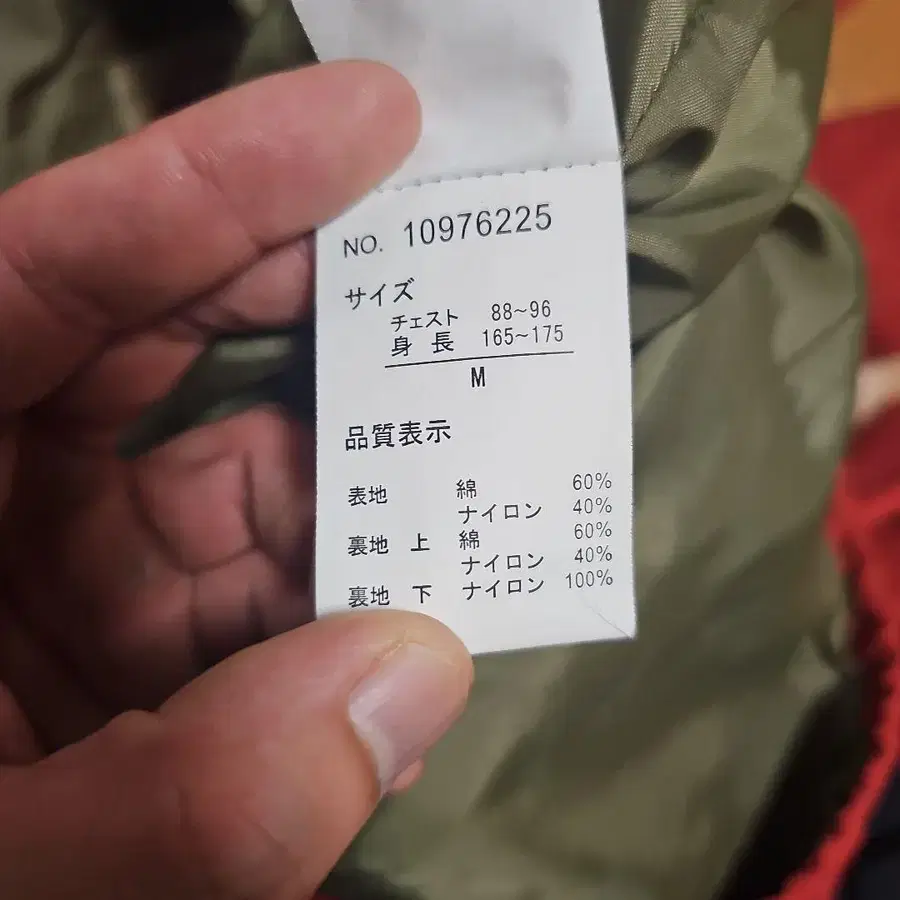 NO. 10976225
サイズ
チェスト 88~96
身 長 165~175
M
品質表示
表地 綿 60%
ナイロン 40%
裏地 上 綿 60%
ナイロン 40%
裏地 下 ナイロン 100%